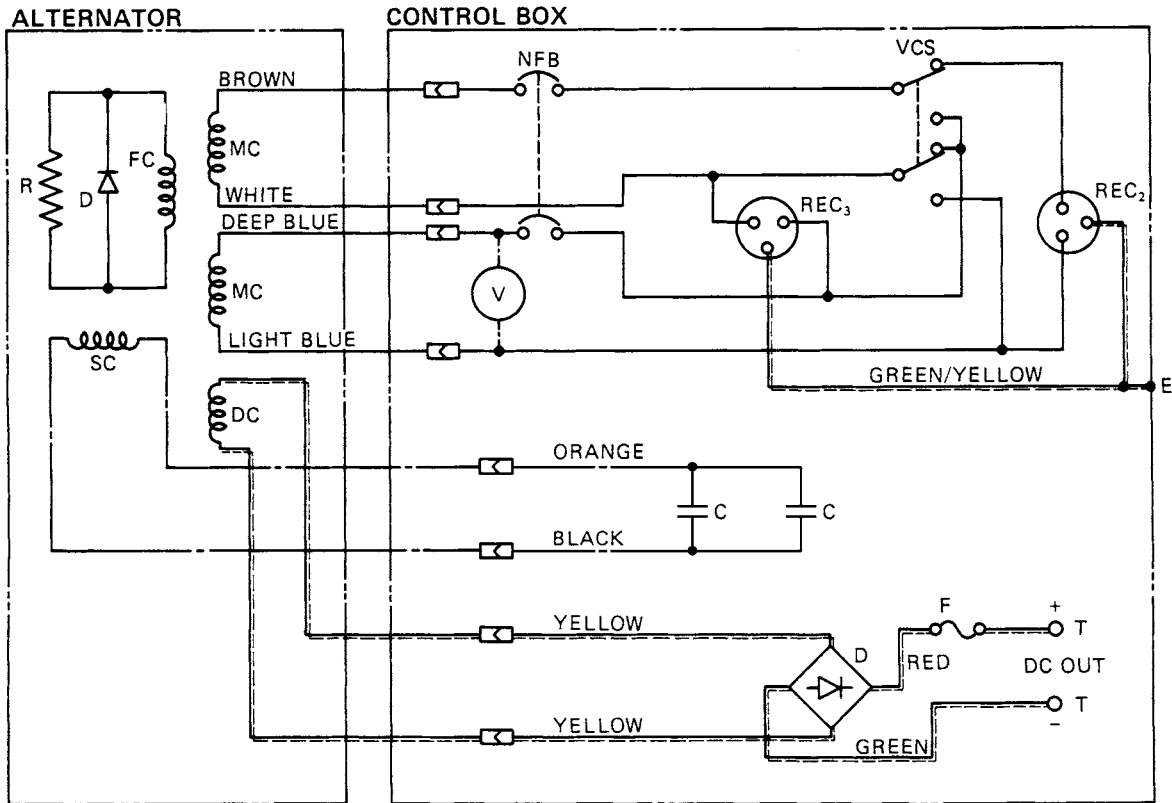 ALTERNATOR
CONTROL BOX
NFB
VCS
BROWN
MC
FC
R
D
WHITE
REC3
REC2
DEEP BLUE
MC
V
LIGHT BLUE
SC
GREEN/YELLOW
E
DC
ORANGE
C
C
BLACK
YELLOW
F
+
T
D
RED
DC OUT
YELLOW
T
−
GREEN